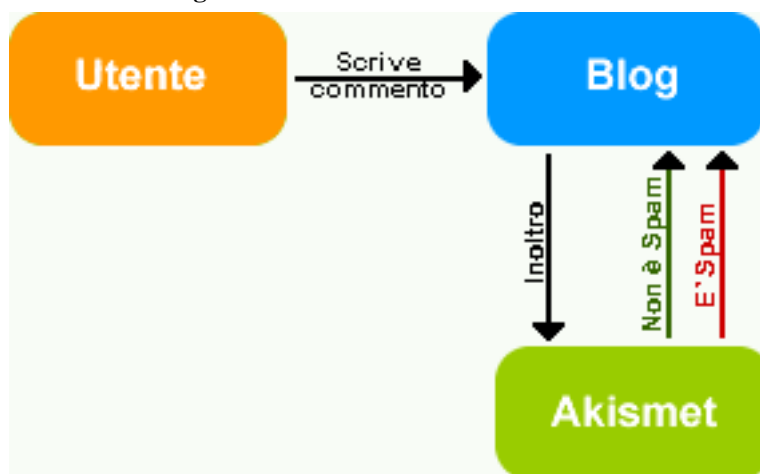 Utente
Scrive
commento
Blog
Inoltro
Non è Spam
E` Spam
Akismet